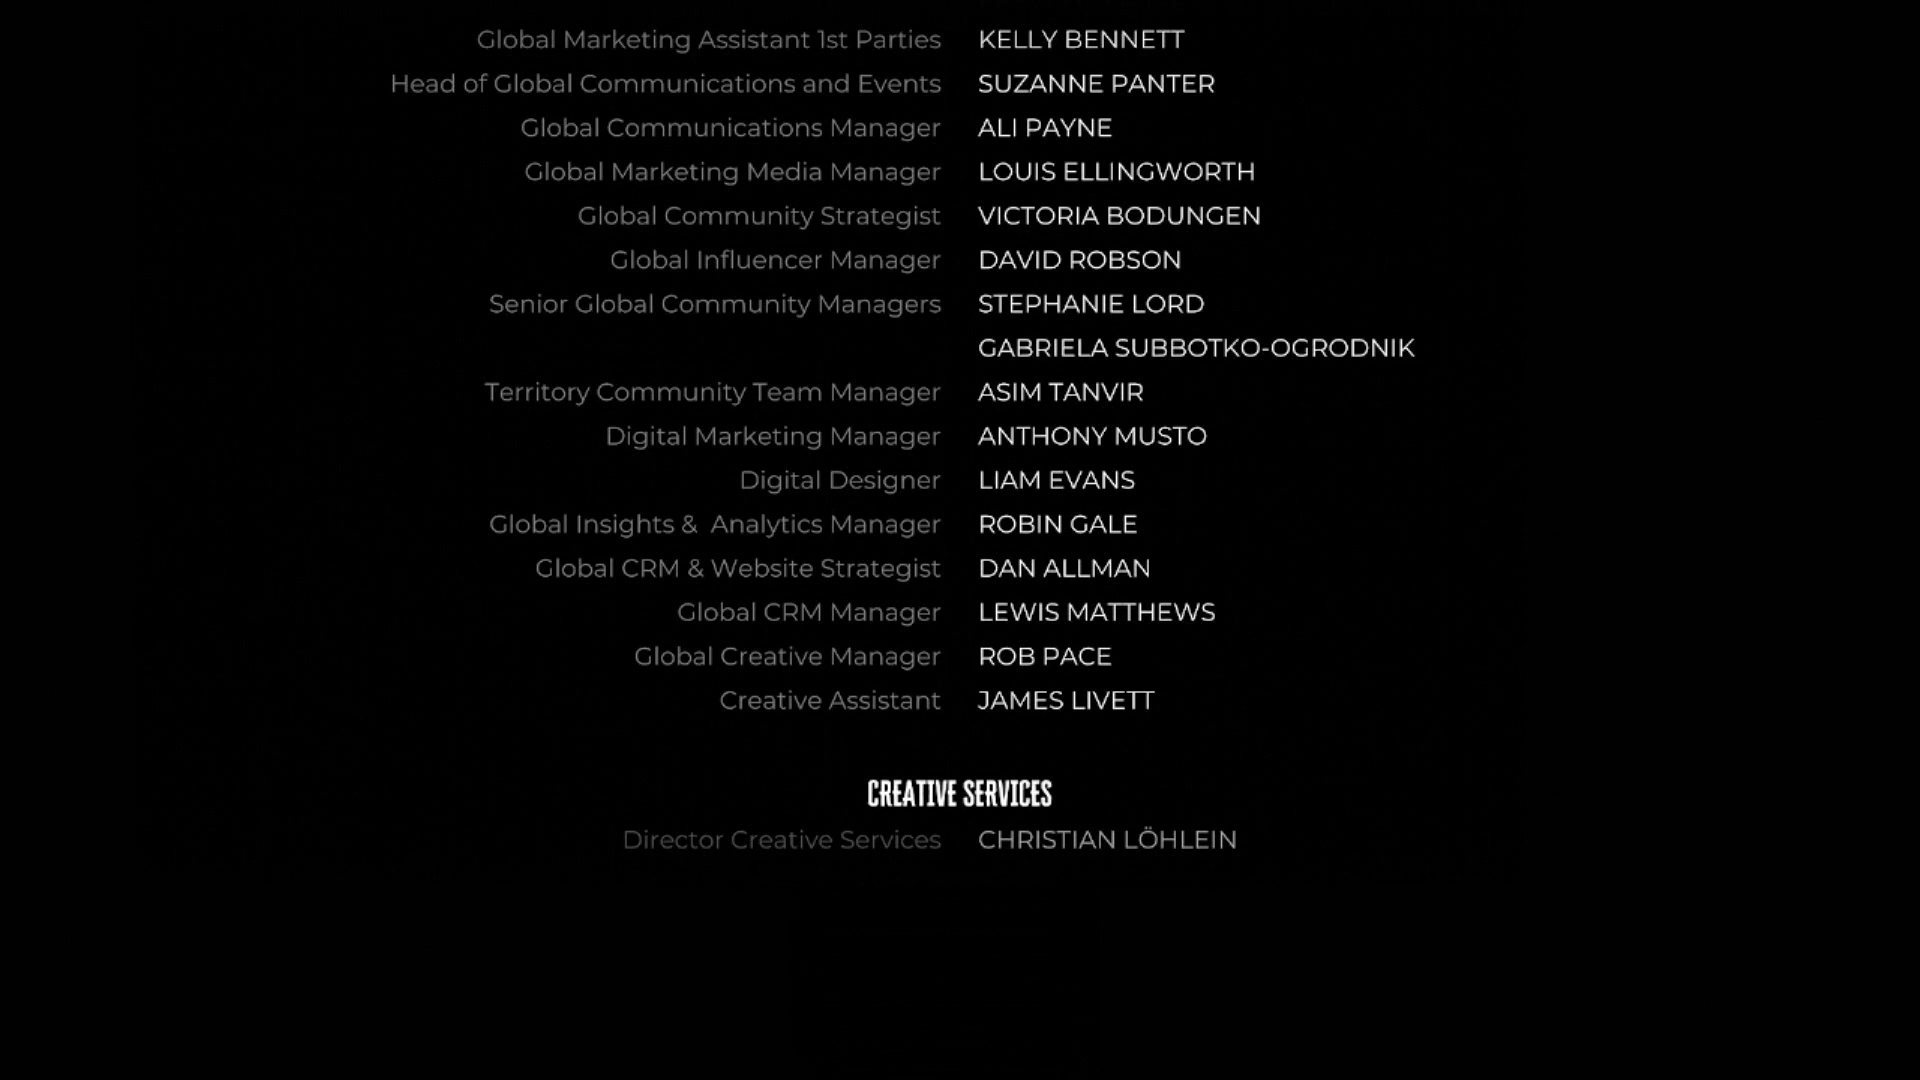 Global Marketing Assistant 1st Parties KELLY BENNETT
Head of Global Communications and Events SUZANNE PANTER
Global Communications Manager ALI PAYNE
Global Marketing Media Manager LOUIS ELLINGWORTH
Global Community Strategist VICTORIA BODUNGEN
Global Influencer Manager DAVID ROBSON
Senior Global Community Managers STEPHANIE LORD
GABRIELA SUBBOTKO-OGRODNIK
Territory Community Team Manager ASIM TANVIR
Digital Marketing Manager ANTHONY MUSTO
Digital Designer LIAM EVANS
Global Insights & Analytics Manager ROBIN GALE
Global CRM & Website Strategist DAN ALLMAN
Global CRM Manager LEWIS MATTHEWS
Global Creative Manager ROB PACE
Creative Assistant JAMES LIVETT
CREATIVE SERVICES
Director Creative Services CHRISTIAN LÖHLEIN